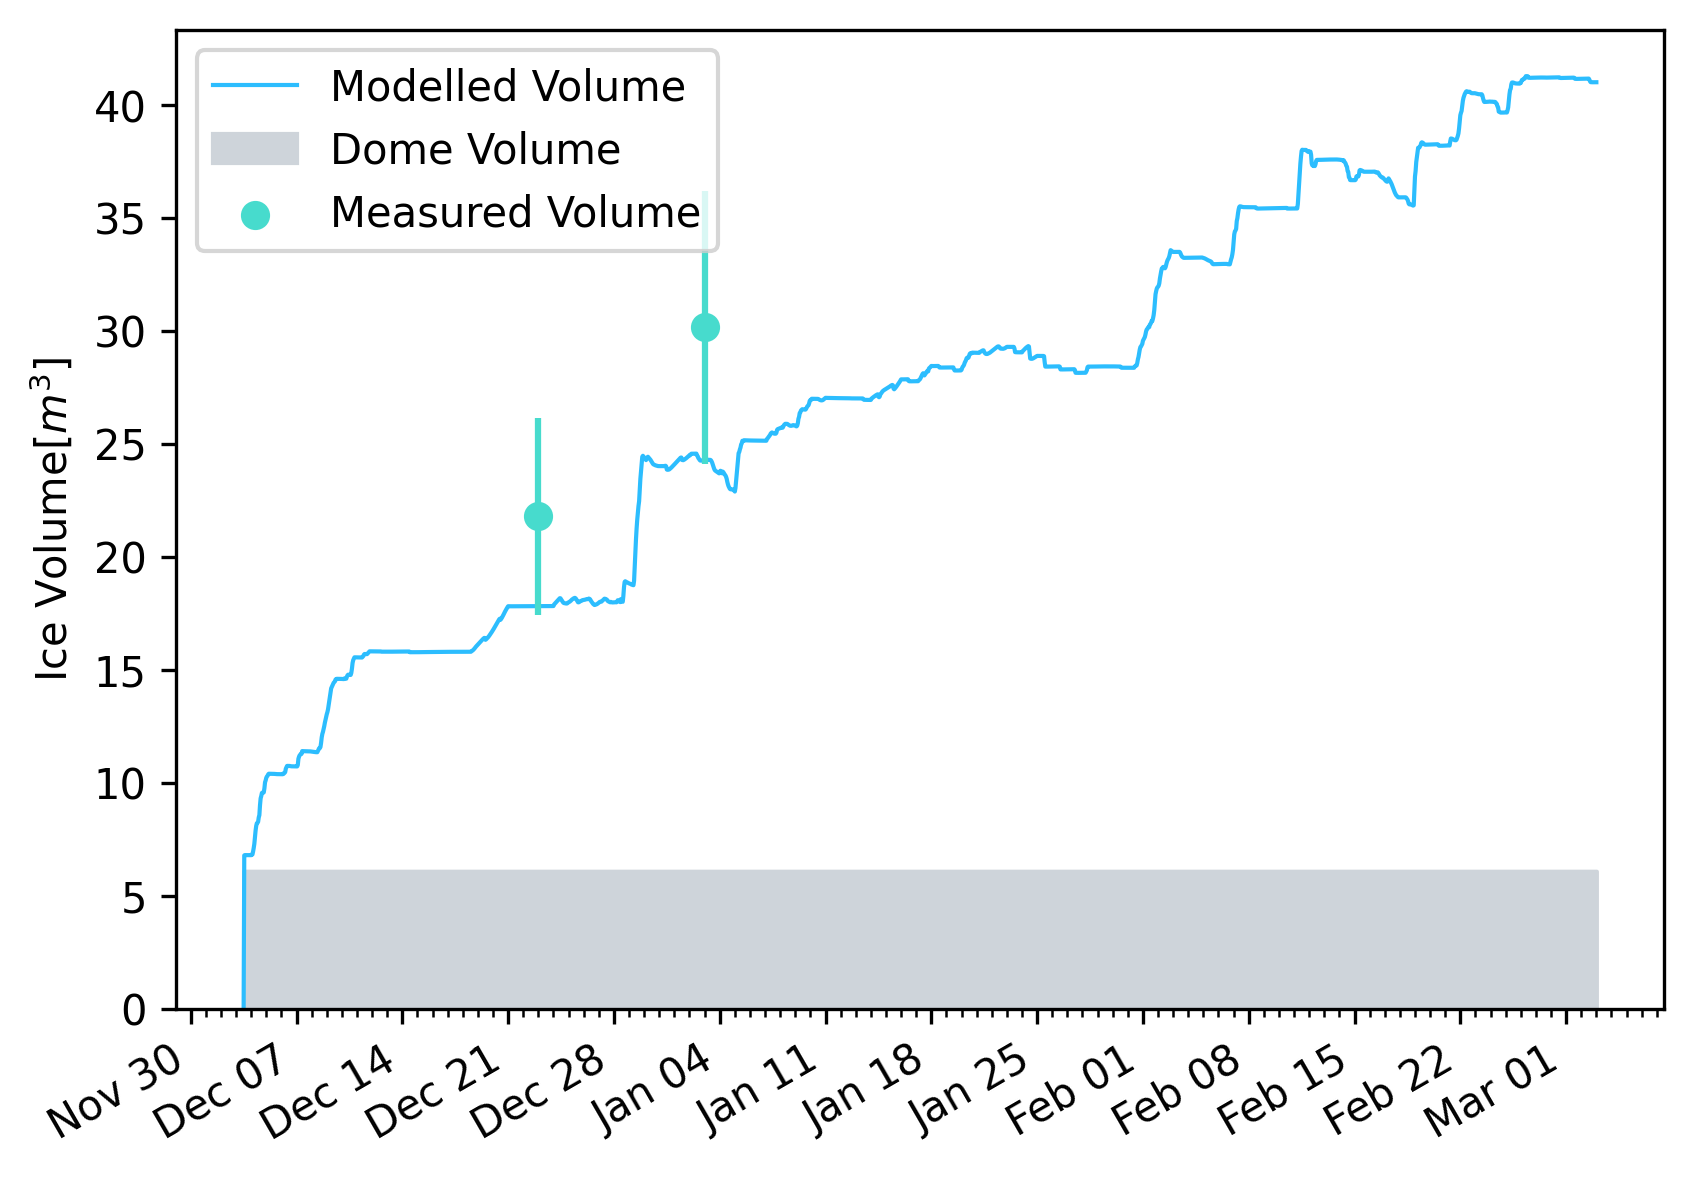 Modelled Volume
Dome Volume
Measured Volume
Ice Volume[$m^3$]
40
35
30
25
20
15
10
5
0
Nov 30
Dec 07
Dec 14
Dec 21
Dec 28
Jan 04
Jan 11
Jan 18
Jan 25
Feb 01
Feb 08
Feb 15
Feb 22
Mar 01